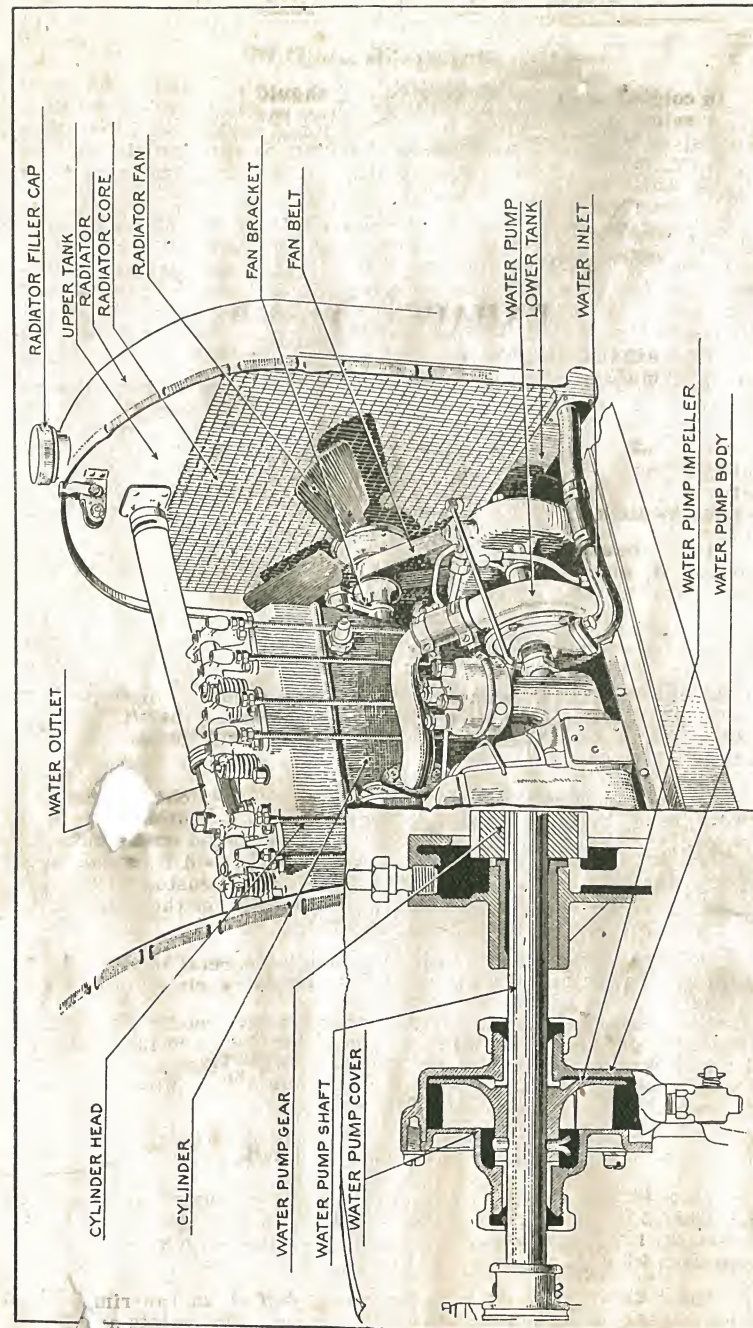 RADIATOR FILLER CAP
UPPER TANK
RADIATOR
RADIATOR CORE
RADIATOR FAN
FAN BRACKET
FAN BELT
WATER PUMP
LOWER TANK
WATER INLET
WATER OUTLET
WATER PUMP IMPELLER
WATER PUMP BODY
CYLINDER HEAD
CYLINDER
WATER PUMP GEAR
WATER PUMP SHAFT
WATER PUMP COVER